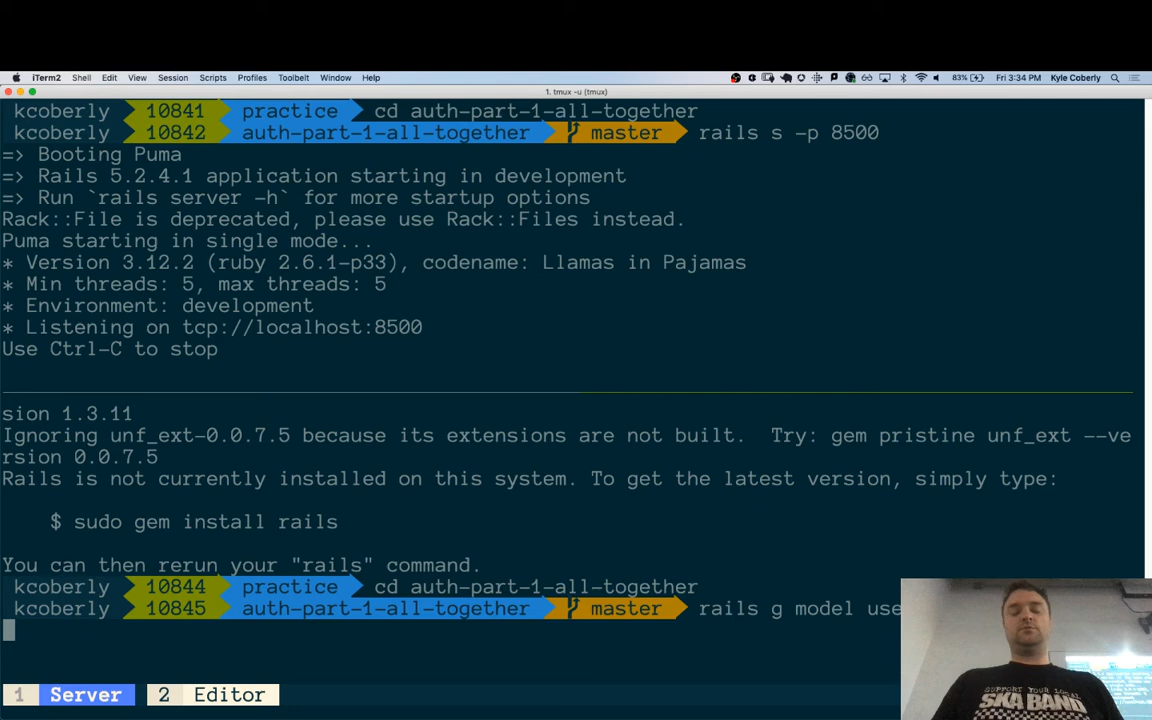 iTerm2 Shell Edit View Session Scripts Profiles Toolbelt Window Help 83% Fri 3:34 PM Kyle Coberly
1. tmux -u (tmux)
kcoberly 10841 practice cd auth-part-1-all-together
kcoberly 10842 auth-part-1-all-together master rails s -p 8500
=> Booting Puma
=> Rails 5.2.4.1 application starting in development
=> Run `rails server -h` for more startup options
Rack::File is deprecated, please use Rack::Files instead.
Puma starting in single mode...
* Version 3.12.2 (ruby 2.6.1-p33), codename: Llamas in Pajamas
* Min threads: 5, max threads: 5
* Environment: development
* Listening on tcp://localhost:8500
Use Ctrl-C to stop
sion 1.3.11
Ignoring unf_ext-0.0.7.5 because its extensions are not built.  Try: gem pristine unf_ext --ve
rsion 0.0.7.5
Rails is not currently installed on this system. To get the latest version, simply type:
$ sudo gem install rails
You can then rerun your "rails" command.
kcoberly 10844 practice cd auth-part-1-all-together
kcoberly 10845 auth-part-1-all-together master rails g model use
SUPPORT YOUR LOCAL
SKA BAND
1 Server 2 Editor